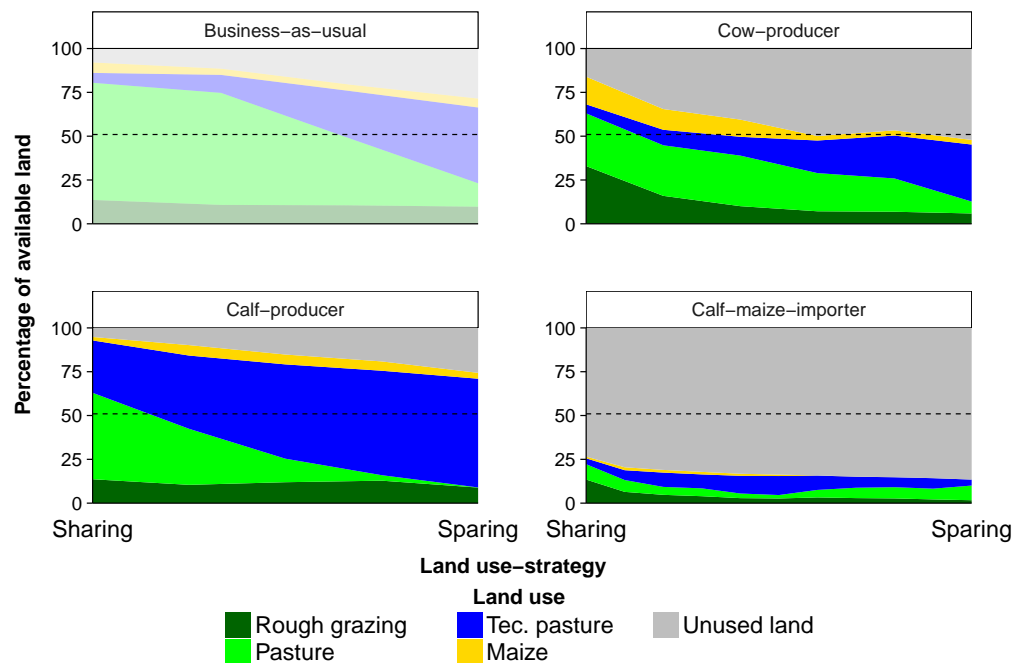 Business−as−usual
Cow−producer
100
75
50
25
0
100
75
50
25
0
Calf−producer
Calf−maize−importer
100
75
50
25
0
100
75
50
25
0
Percentage of available land
Sharing
Sparing
Sharing
Sparing
Land use−strategy
Land use
Rough grazing
Tec. pasture
Unused land
Pasture
Maize